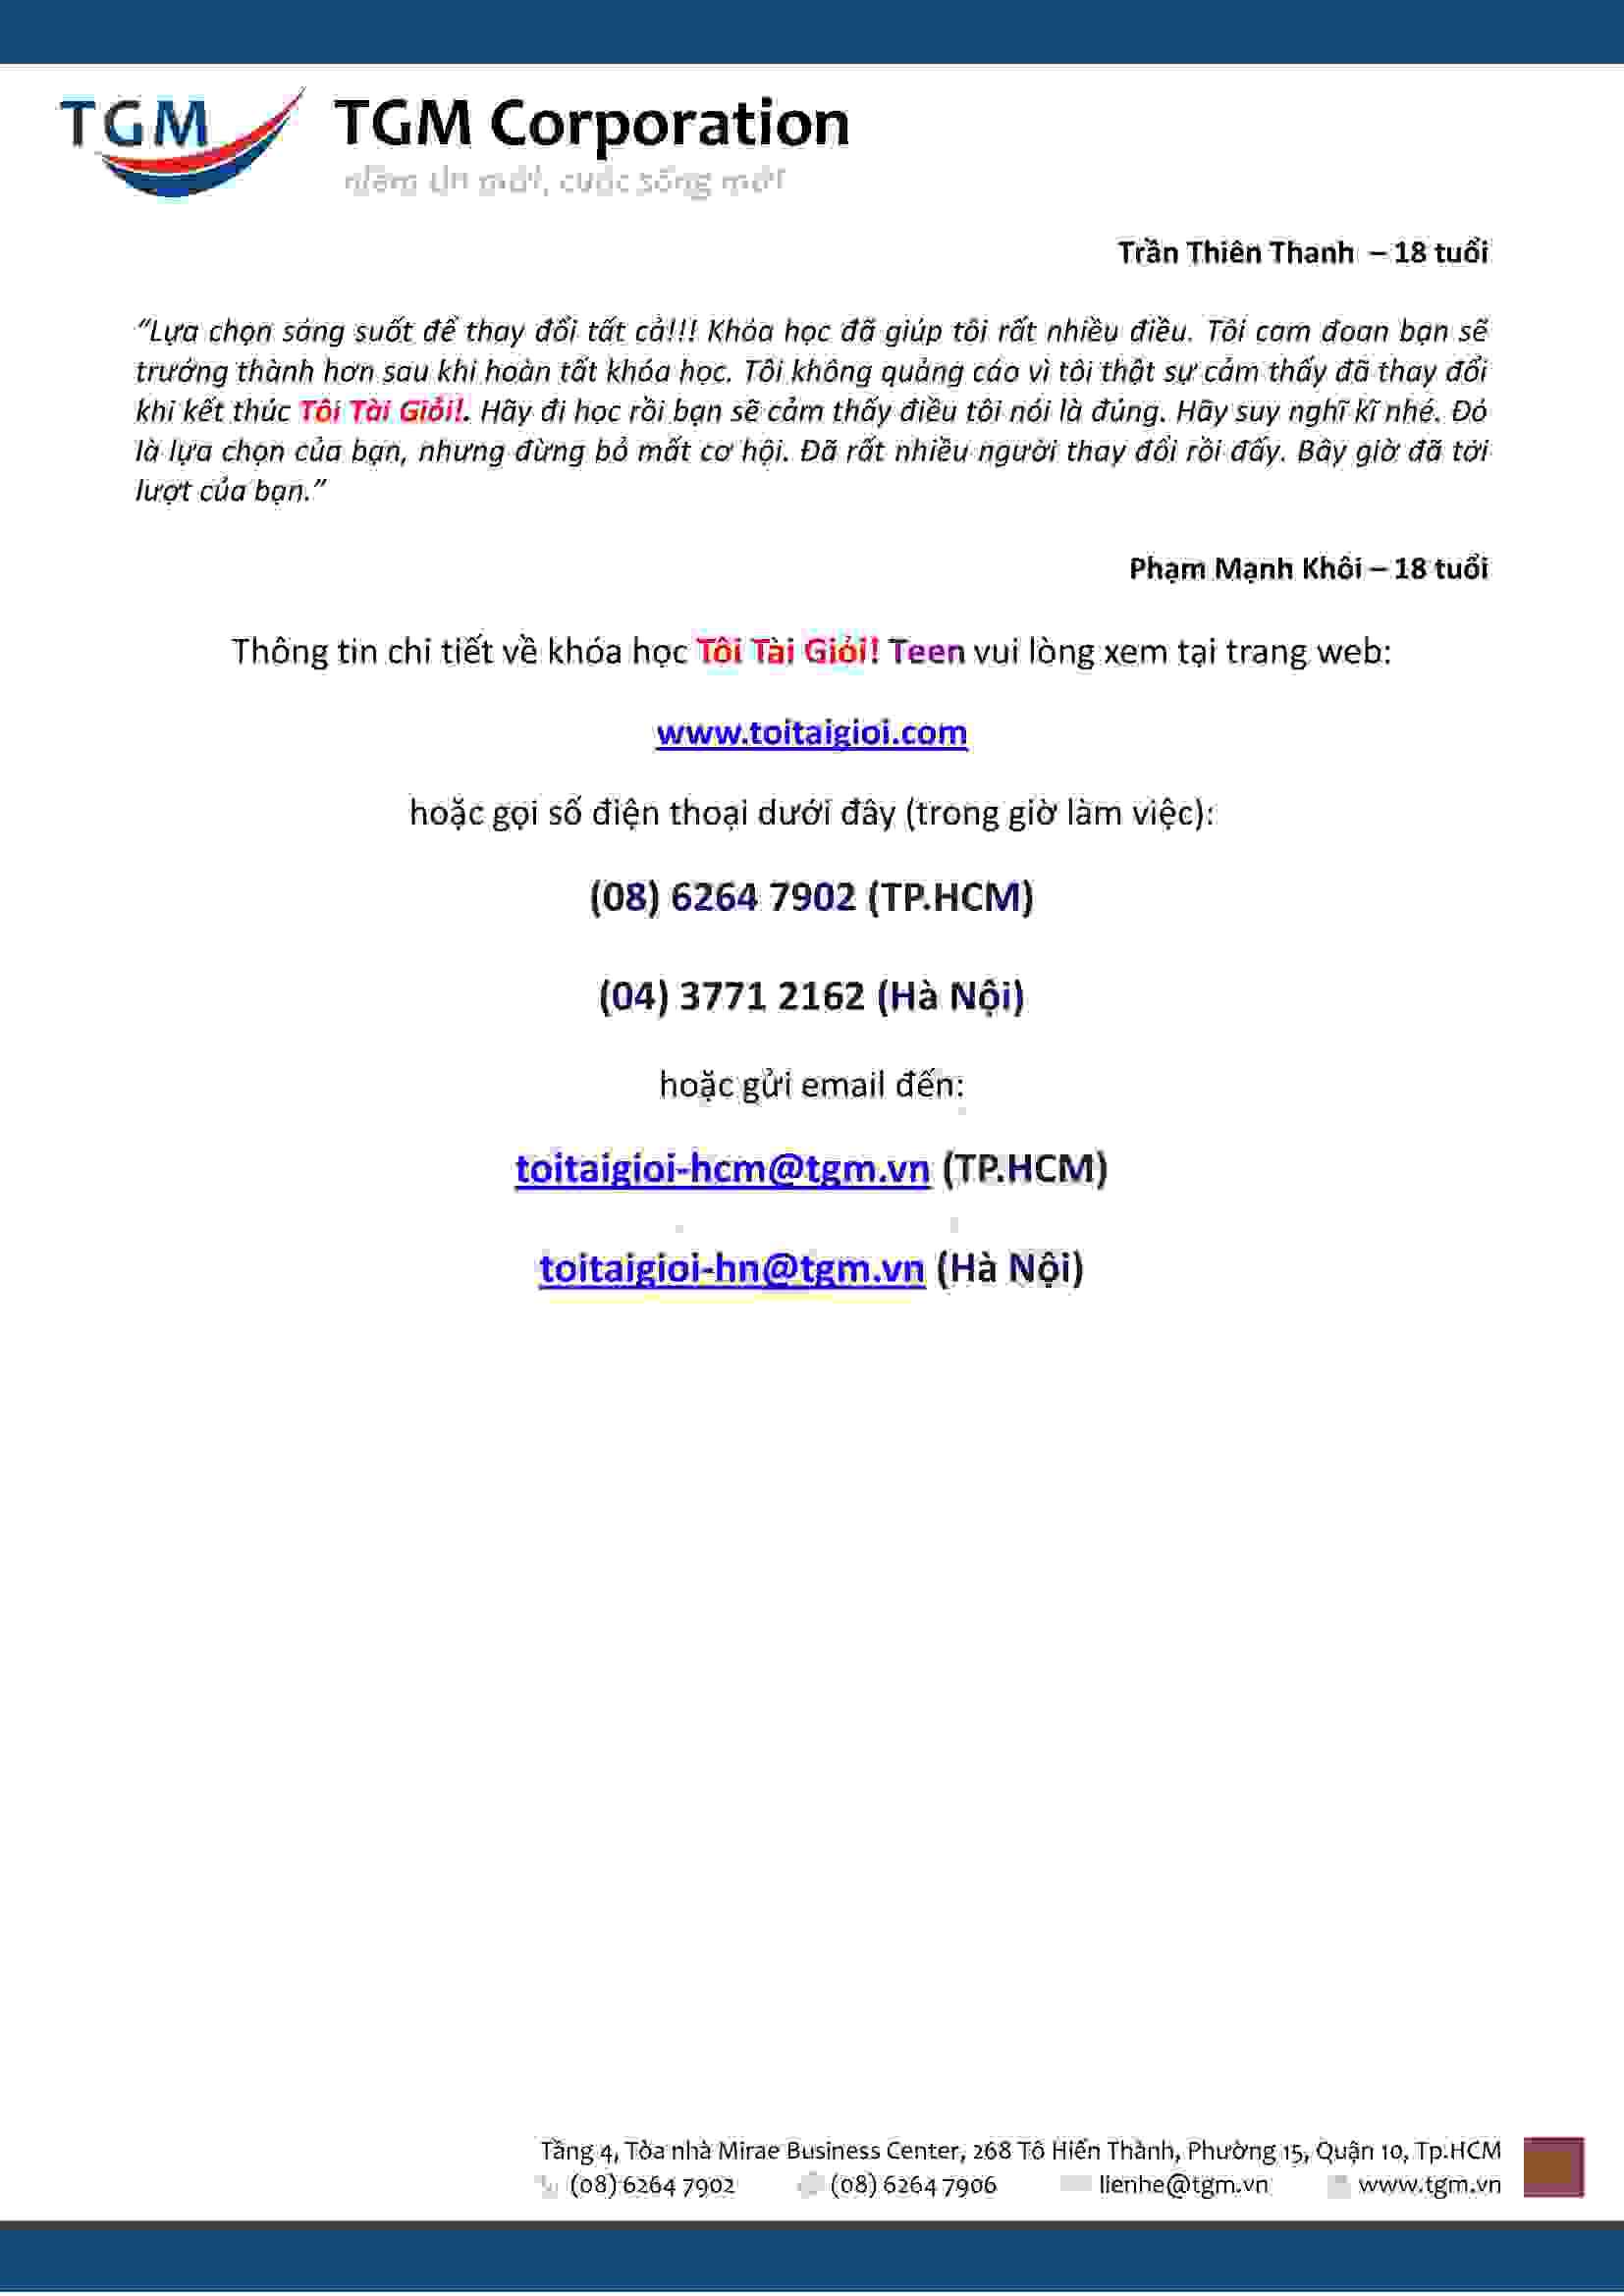 TGM
TGM Corporation
niềm tin mới, cuộc sống mới
Trần Thiên Thanh – 18 tuổi
“Lựa chọn sáng suốt để thay đổi tất cả!!! Khóa học đã giúp tôi rất nhiều điều. Tôi cam đoan bạn sẽ
trưởng thành hơn sau khi hoàn tất khóa học. Tôi không quảng cáo vì tôi thật sự cảm thấy đã thay đổi
khi kết thúc Tôi Tài Giỏi!. Hãy đi học rồi bạn sẽ cảm thấy điều tôi nói là đúng. Hãy suy nghĩ kĩ nhé. Đó
là lựa chọn của bạn, nhưng đừng bỏ mất cơ hội. Đã rất nhiều người thay đổi rồi đấy. Bây giờ đã tới
lượt của bạn.”
Phạm Mạnh Khôi – 18 tuổi
Thông tin chi tiết về khóa học Tôi Tài Giỏi! Teen vui lòng xem tại trang web:
www.toitaigioi.com
hoặc gọi số điện thoại dưới đây (trong giờ làm việc):
(08) 6264 7902 (TP.HCM)
(04) 3771 2162 (Hà Nội)
hoặc gửi email đến:
toitaigioi-hcm@tgm.vn (TP.HCM)
toitaigioi-hn@tgm.vn (Hà Nội)
Tầng 4, Tòa nhà Mirae Business Center, 268 Tô Hiến Thành, Phường 15, Quận 10, Tp.HCM
(08) 6264 7902 (08) 6264 7906 lienhe@tgm.vn www.tgm.vn